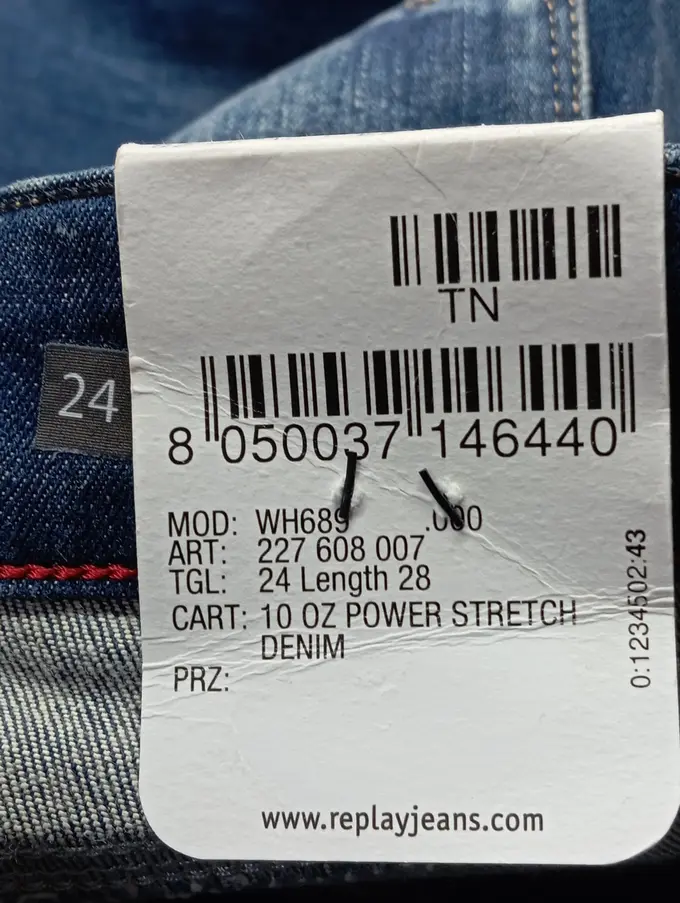 TN
24
8 050037 146440
MOD: WH689 .000
ART: 227 608 007
TGL: 24 Length 28
CART: 10 OZ POWER STRETCH
DENIM
PRZ:
0:1234502:43
www.replayjeans.com